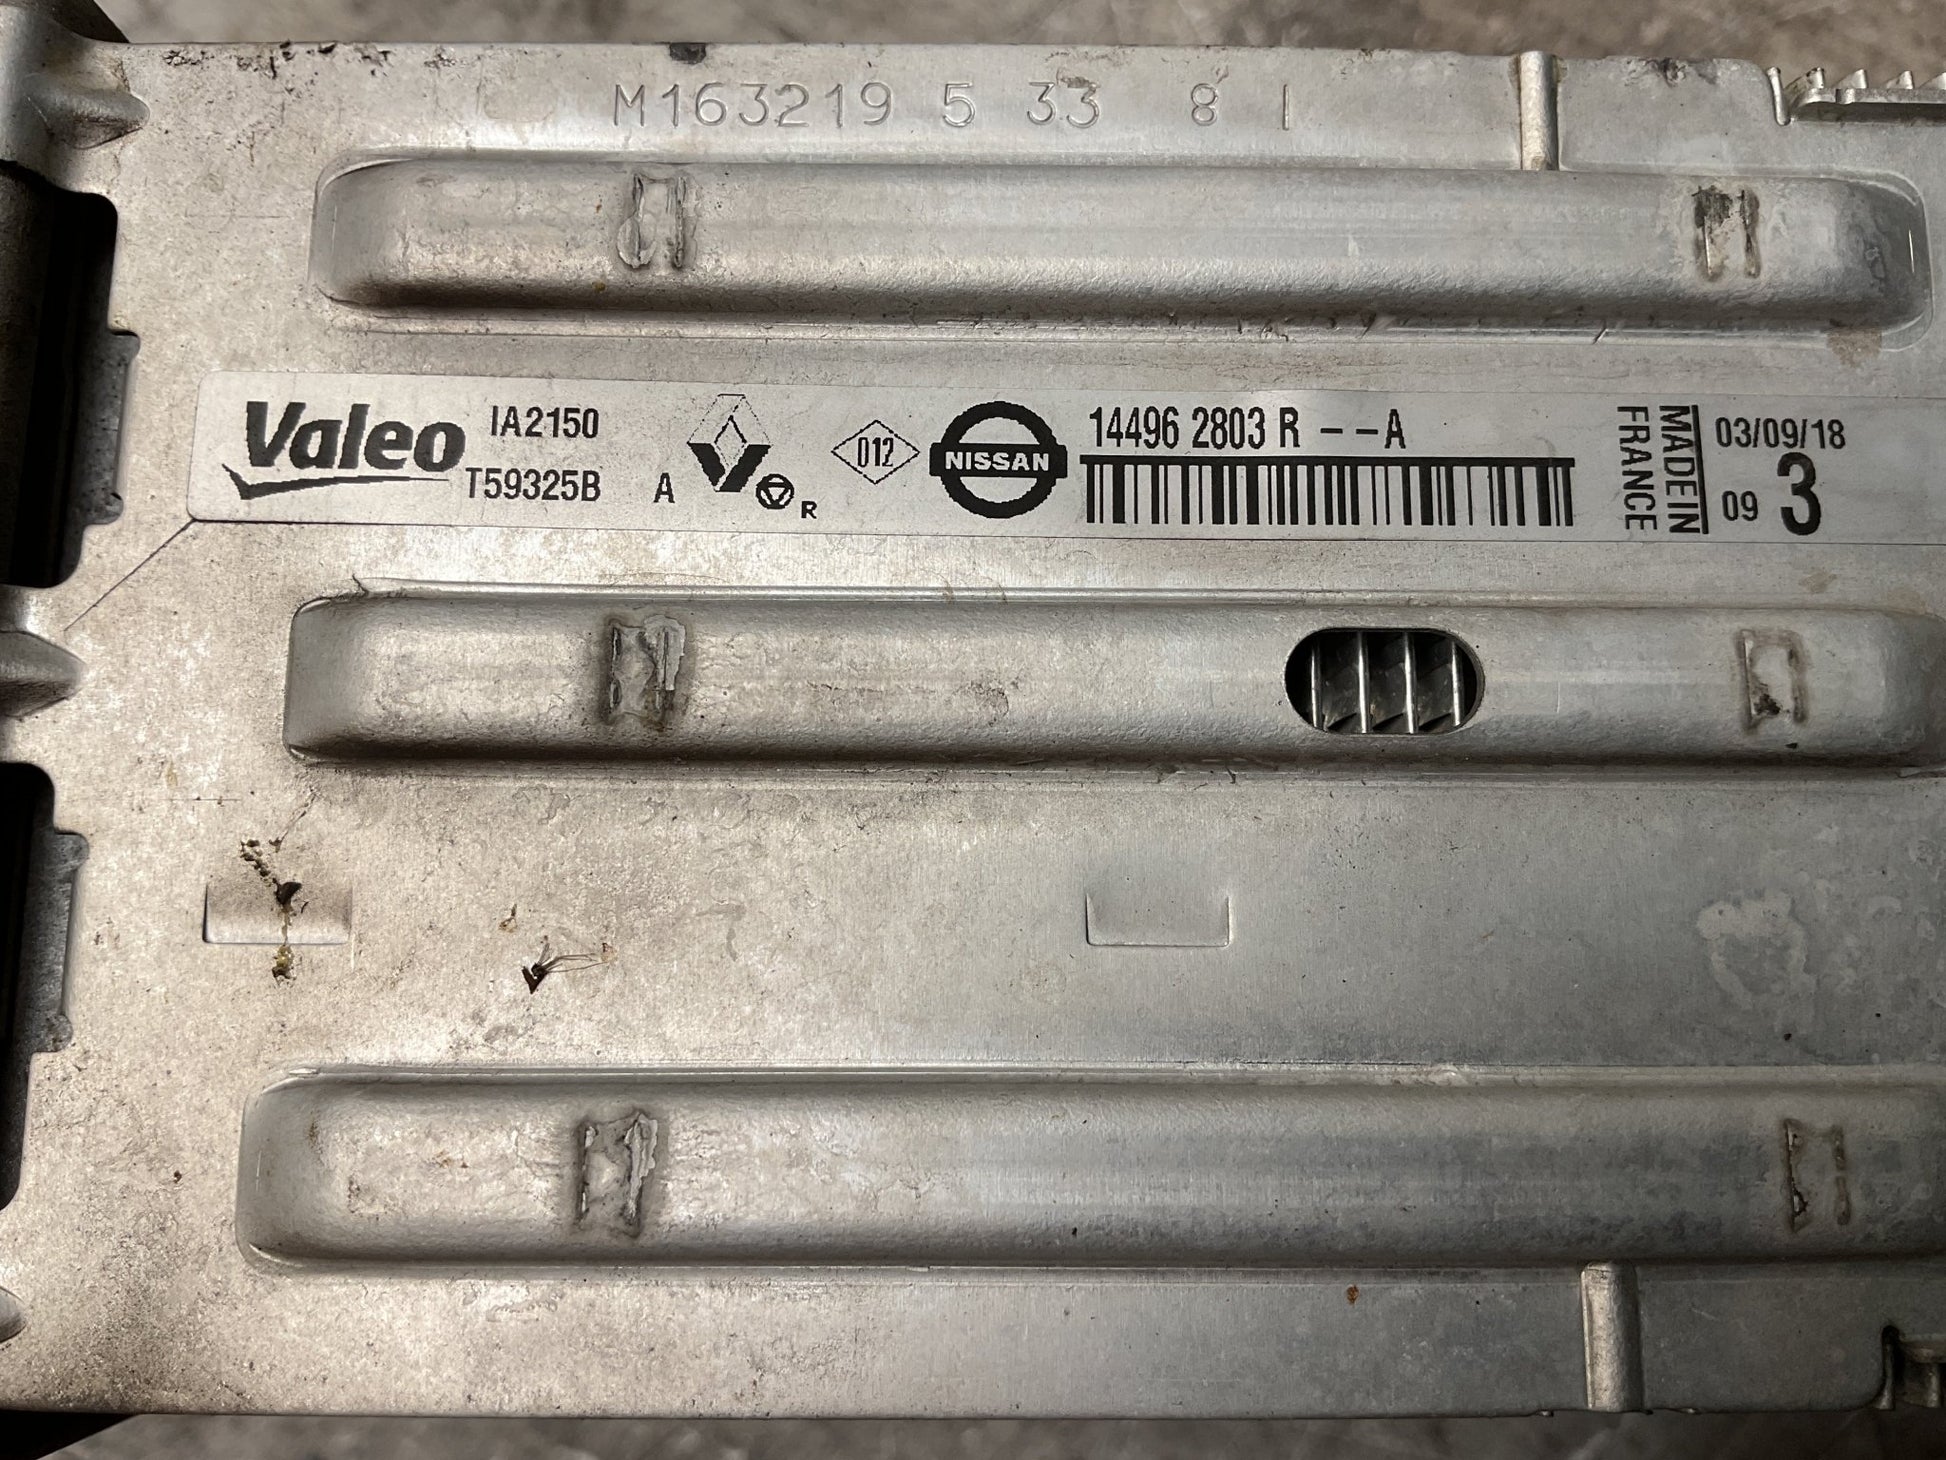 M163219 5 33 8 1
Valeo
IA2150
T59325B
A
R
012
NISSAN
14496 2803 R --A
MADE IN
FRANCE
03/09/18
09 3